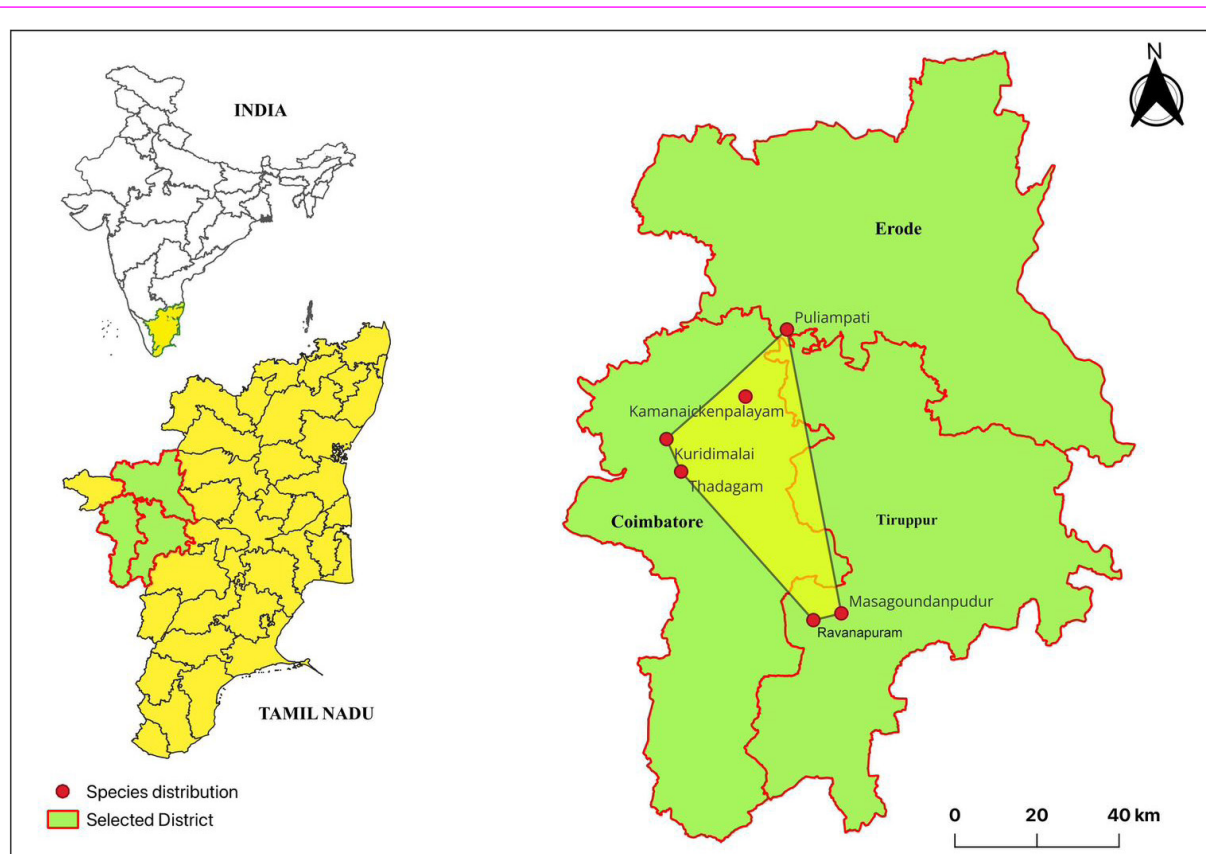 INDIA
N
Erode
Puliampati
Kamanaickenpalayam
Kuridimalai
Thadagam
Coimbatore
Tiruppur
Masagoundanpudur
Ravanapuram
TAMIL NADU
Species distribution
Selected District
0 20 40 km